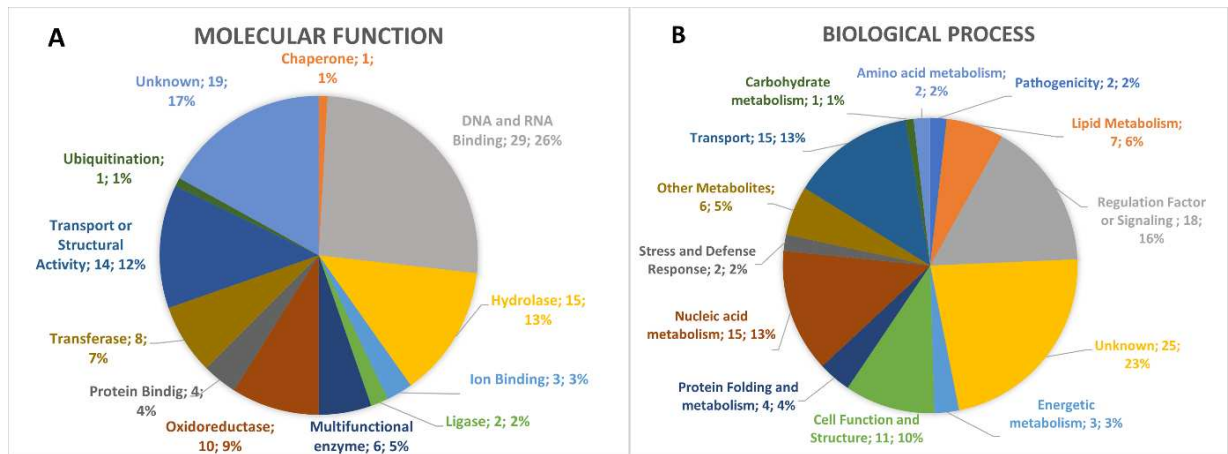 A
MOLECULAR FUNCTION
Chaperone; 1;
1%
DNA and RNA
Binding; 29; 26%
Hydrolase; 15;
13%
Ion Binding; 3; 3%
Ligase; 2; 2%
Multifunctional
enzyme; 6; 5%
Oxidoreductase;
10; 9%
Protein Bindig; 4;
4%
Transferase; 8;
7%
Transport or
Structural
Activity; 14; 12%
Ubiquitination;
1; 1%
Unknown; 19;
17%
B
BIOLOGICAL PROCESS
Amino acid metabolism;
2; 2%
Pathogenicity; 2; 2%
Lipid Metabolism;
7; 6%
Regulation Factor
or Signaling ; 18;
16%
Unknown; 25;
23%
Energetic
metabolism; 3; 3%
Cell Function and
Structure; 11; 10%
Protein Folding and
metabolism; 4; 4%
Nucleic acid
metabolism; 15; 13%
Stress and Defense
Response; 2; 2%
Other Metabolites;
6; 5%
Transport; 15; 13%
Carbohydrate
metabolism; 1; 1%